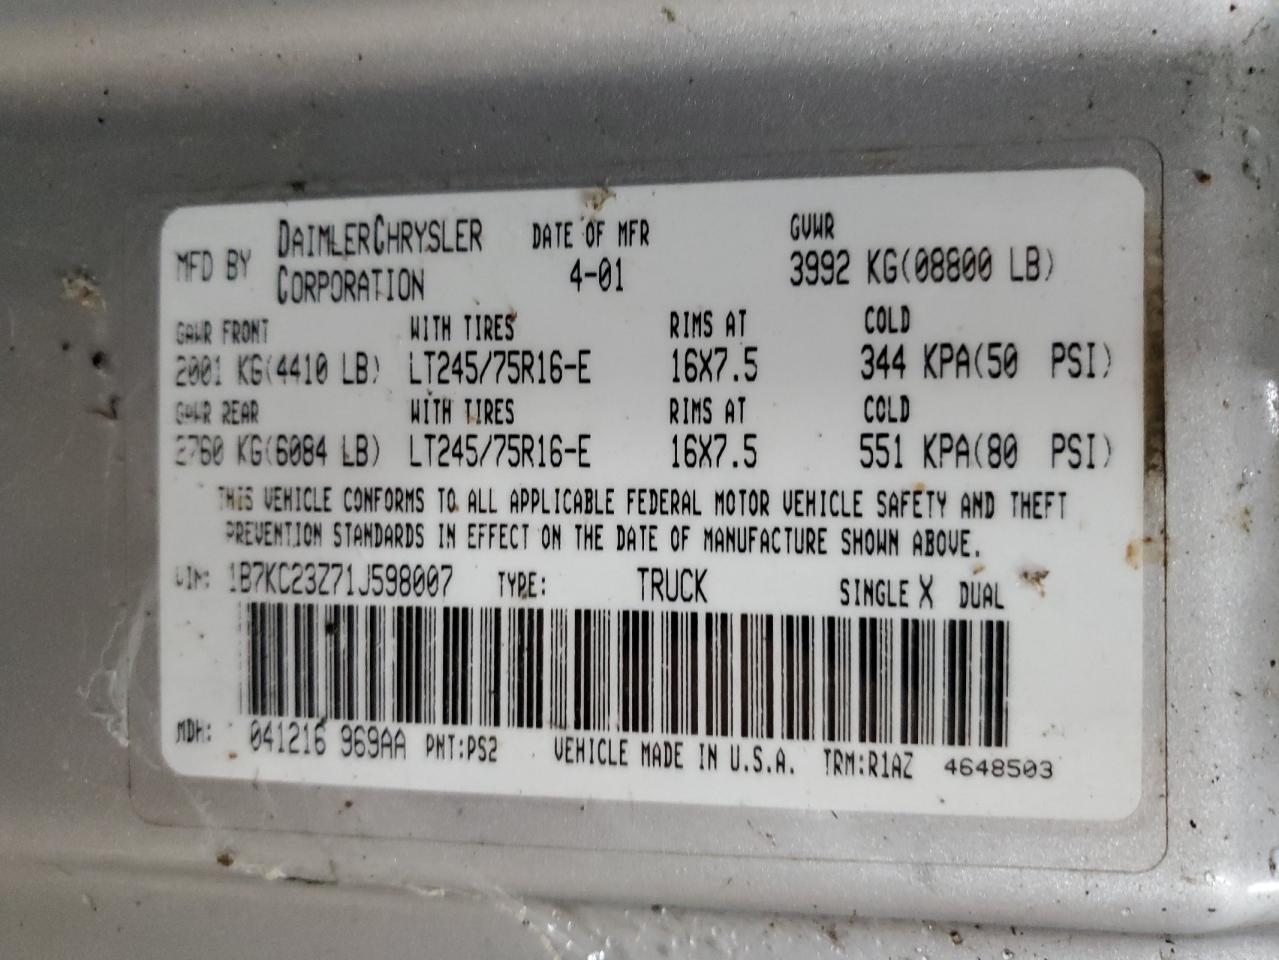 MFD BY DAIMLERCHRYSLER CORPORATION DATE OF MFR 4-01 GVWR 3992 KG(08800 LB)
GAWR FRONT WITH TIRES RIMS AT COLD
2001 KG(4410 LB) LT245/75R16-E 16X7.5 344 KPA(50 PSI)
GAWR REAR WITH TIRES RIMS AT COLD
2760 KG(6084 LB) LT245/75R16-E 16X7.5 551 KPA(80 PSI)
THIS VEHICLE CONFORMS TO ALL APPLICABLE FEDERAL MOTOR VEHICLE SAFETY AND THEFT
PREVENTION STANDARDS IN EFFECT ON THE DATE OF MANUFACTURE SHOWN ABOVE.
VIN: 1B7KC23Z71J598007 TYPE: TRUCK SINGLE X DUAL
MDH: 041216 969AA PNT:PS2 VEHICLE MADE IN U.S.A. TRM:R1AZ 4648503